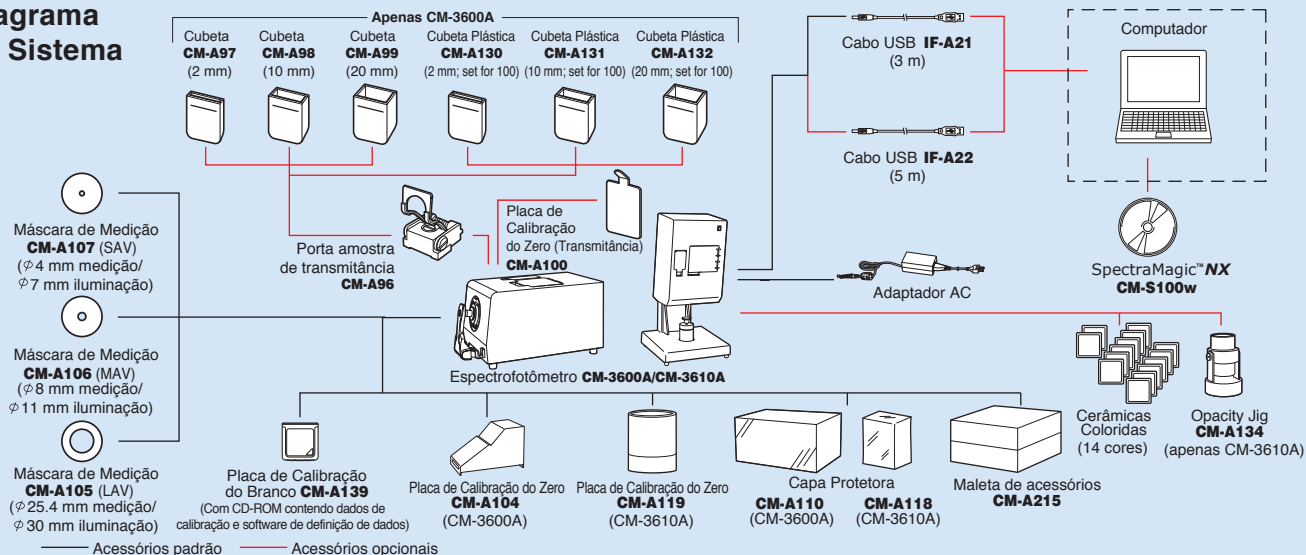 agrama
Sistema
Apenas CM-3600A
Cubeta
CM-A97
(2 mm)
Cubeta
CM-A98
(10 mm)
Cubeta
CM-A99
(20 mm)
Cubeta Plástica
CM-A130
(2 mm; set for 100)
Cubeta Plástica
CM-A131
(10 mm; set for 100)
Cubeta Plástica
CM-A132
(20 mm; set for 100)
Cabo USB IF-A21
(3 m)
Cabo USB IF-A22
(5 m)
Computador
SpectraMagic™ NX
CM-S100w
Máscara de Medição
CM-A107 (SAV)
(φ4 mm medição/
φ7 mm iluminação)
Máscara de Medição
CM-A106 (MAV)
(φ8 mm medição/
φ11 mm iluminação)
Máscara de Medição
CM-A105 (LAV)
(φ25.4 mm medição/
φ30 mm iluminação)
Porta amostra
de transmitância
CM-A96
Placa de
Calibração
do Zero (Transmitância)
CM-A100
Adaptador AC
Espectrofotômetro CM-3600A/CM-3610A
Cerâmicas
Coloridas
(14 cores)
Opacity Jig
CM-A134
(apenas CM-3610A)
Placa de Calibração
do Branco CM-A139
(Com CD-ROM contendo dados de
calibração e software de definição de dados)
Placa de Calibração do Zero
CM-A104
(CM-3600A)
Placa de Calibração do Zero
CM-A119
(CM-3610A)
Capa Protetora
CM-A110
(CM-3600A)
CM-A118
(CM-3610A)
Maleta de acessórios
CM-A215
Acessórios padrão
Acessórios opcionais